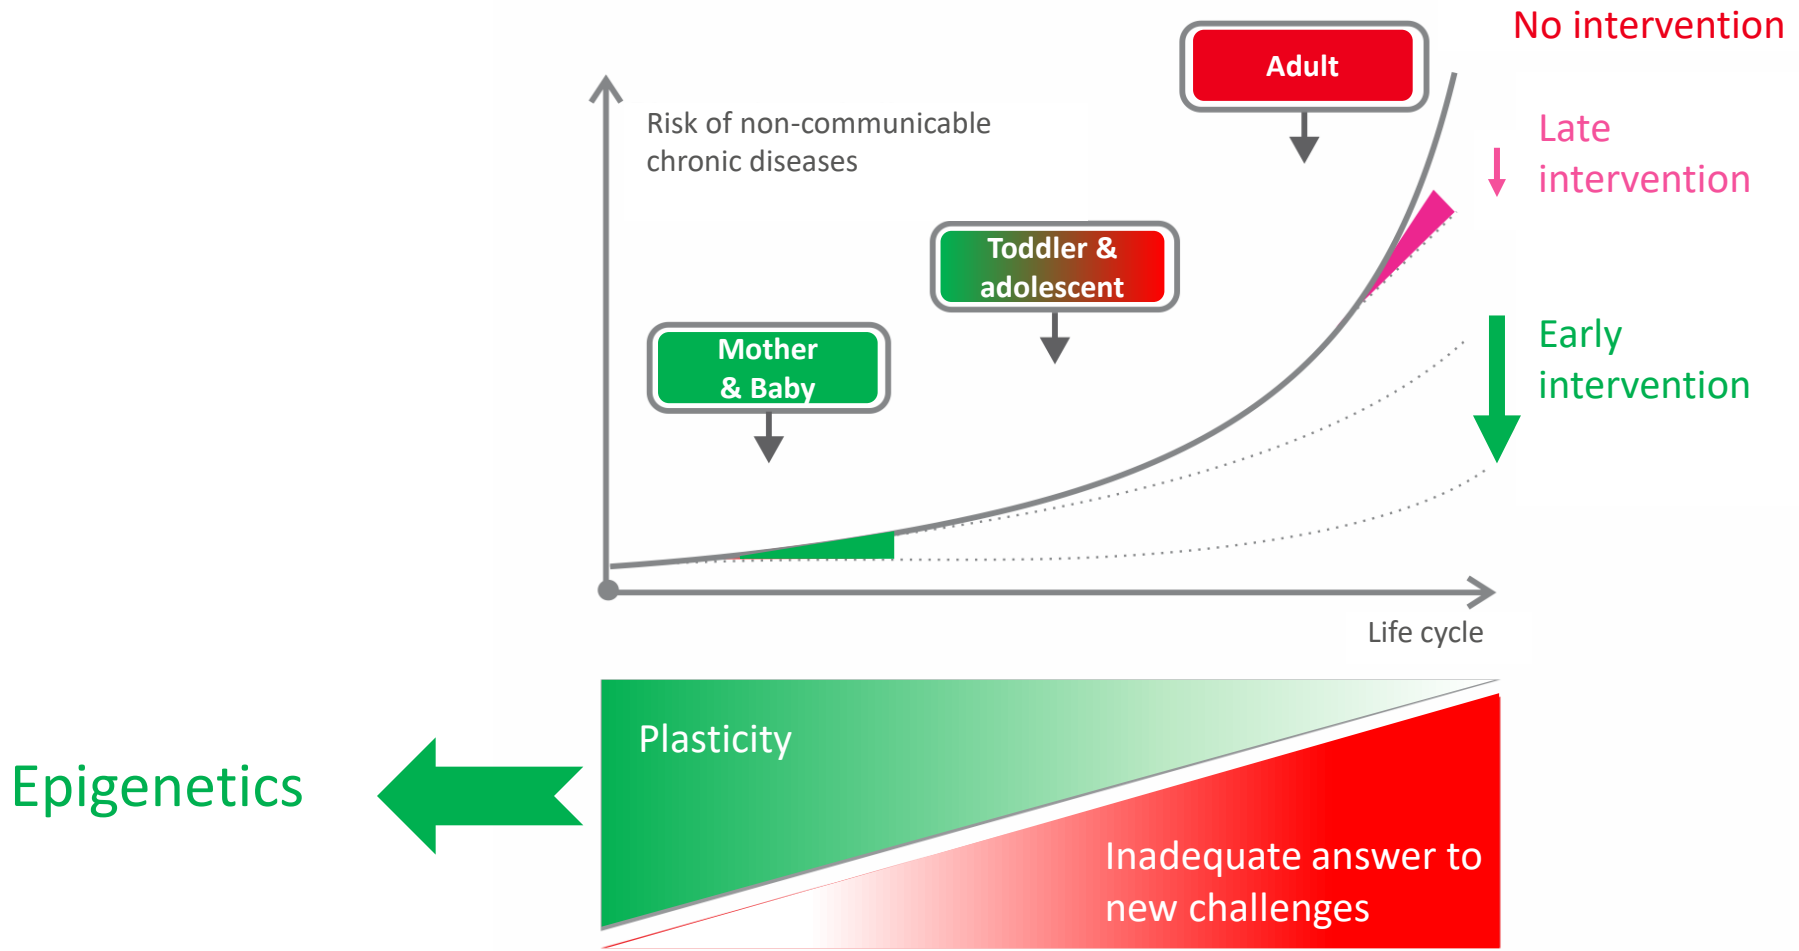 No intervention
Adult
Risk of non-communicable
chronic diseases
Late
intervention
Toddler &
adolescent
Mother
& Baby
Early
intervention
Life cycle
Plasticity
Epigenetics
Inadequate answer to
new challenges